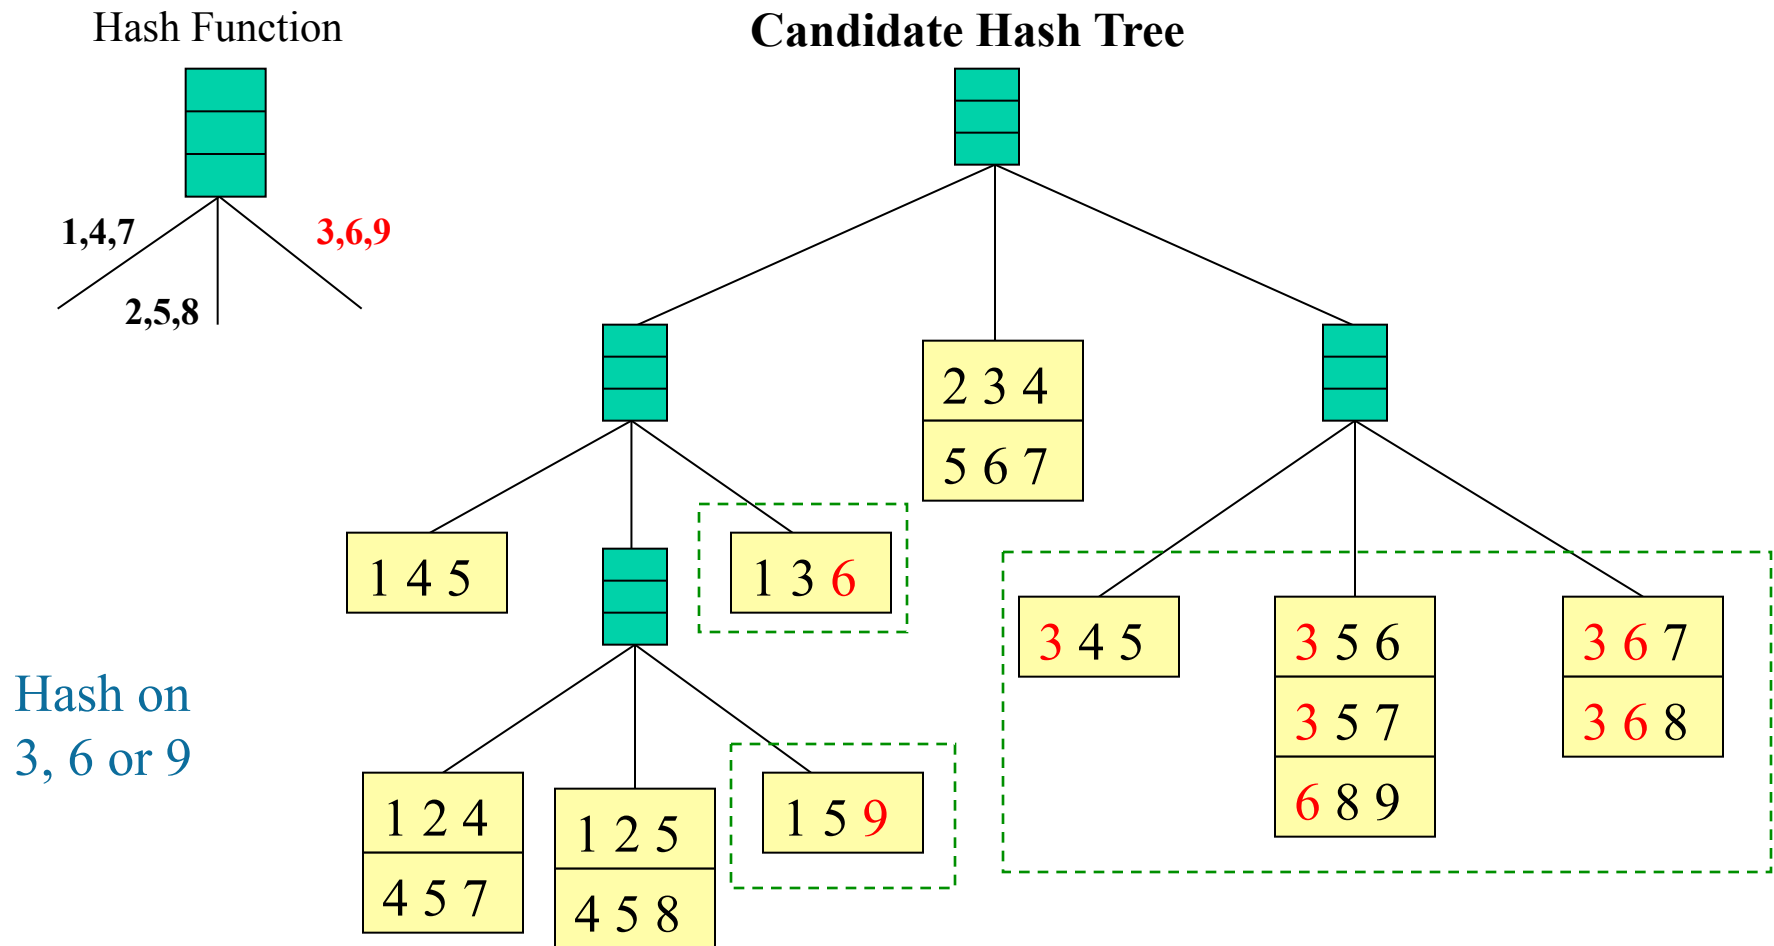 Hash Function
Candidate Hash Tree
1,4,7
3,6,9
2,5,8
2 3 4
5 6 7
1 4 5
1 3 6
3 4 5
3 5 6
3 6 7
3 5 7
3 6 8
6 8 9
Hash on
3, 6 or 9
1 2 4
1 2 5
1 5 9
4 5 7
4 5 8